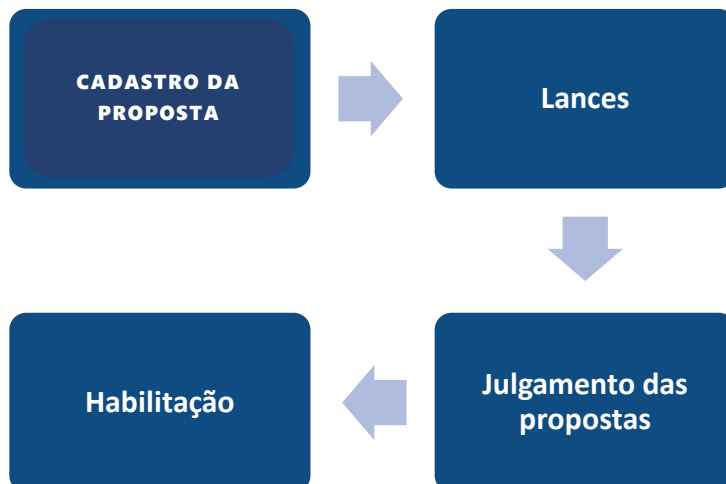 CADASTRO DA
PROPOSTA
Lances
Julgamento das
propostas
Habilitação